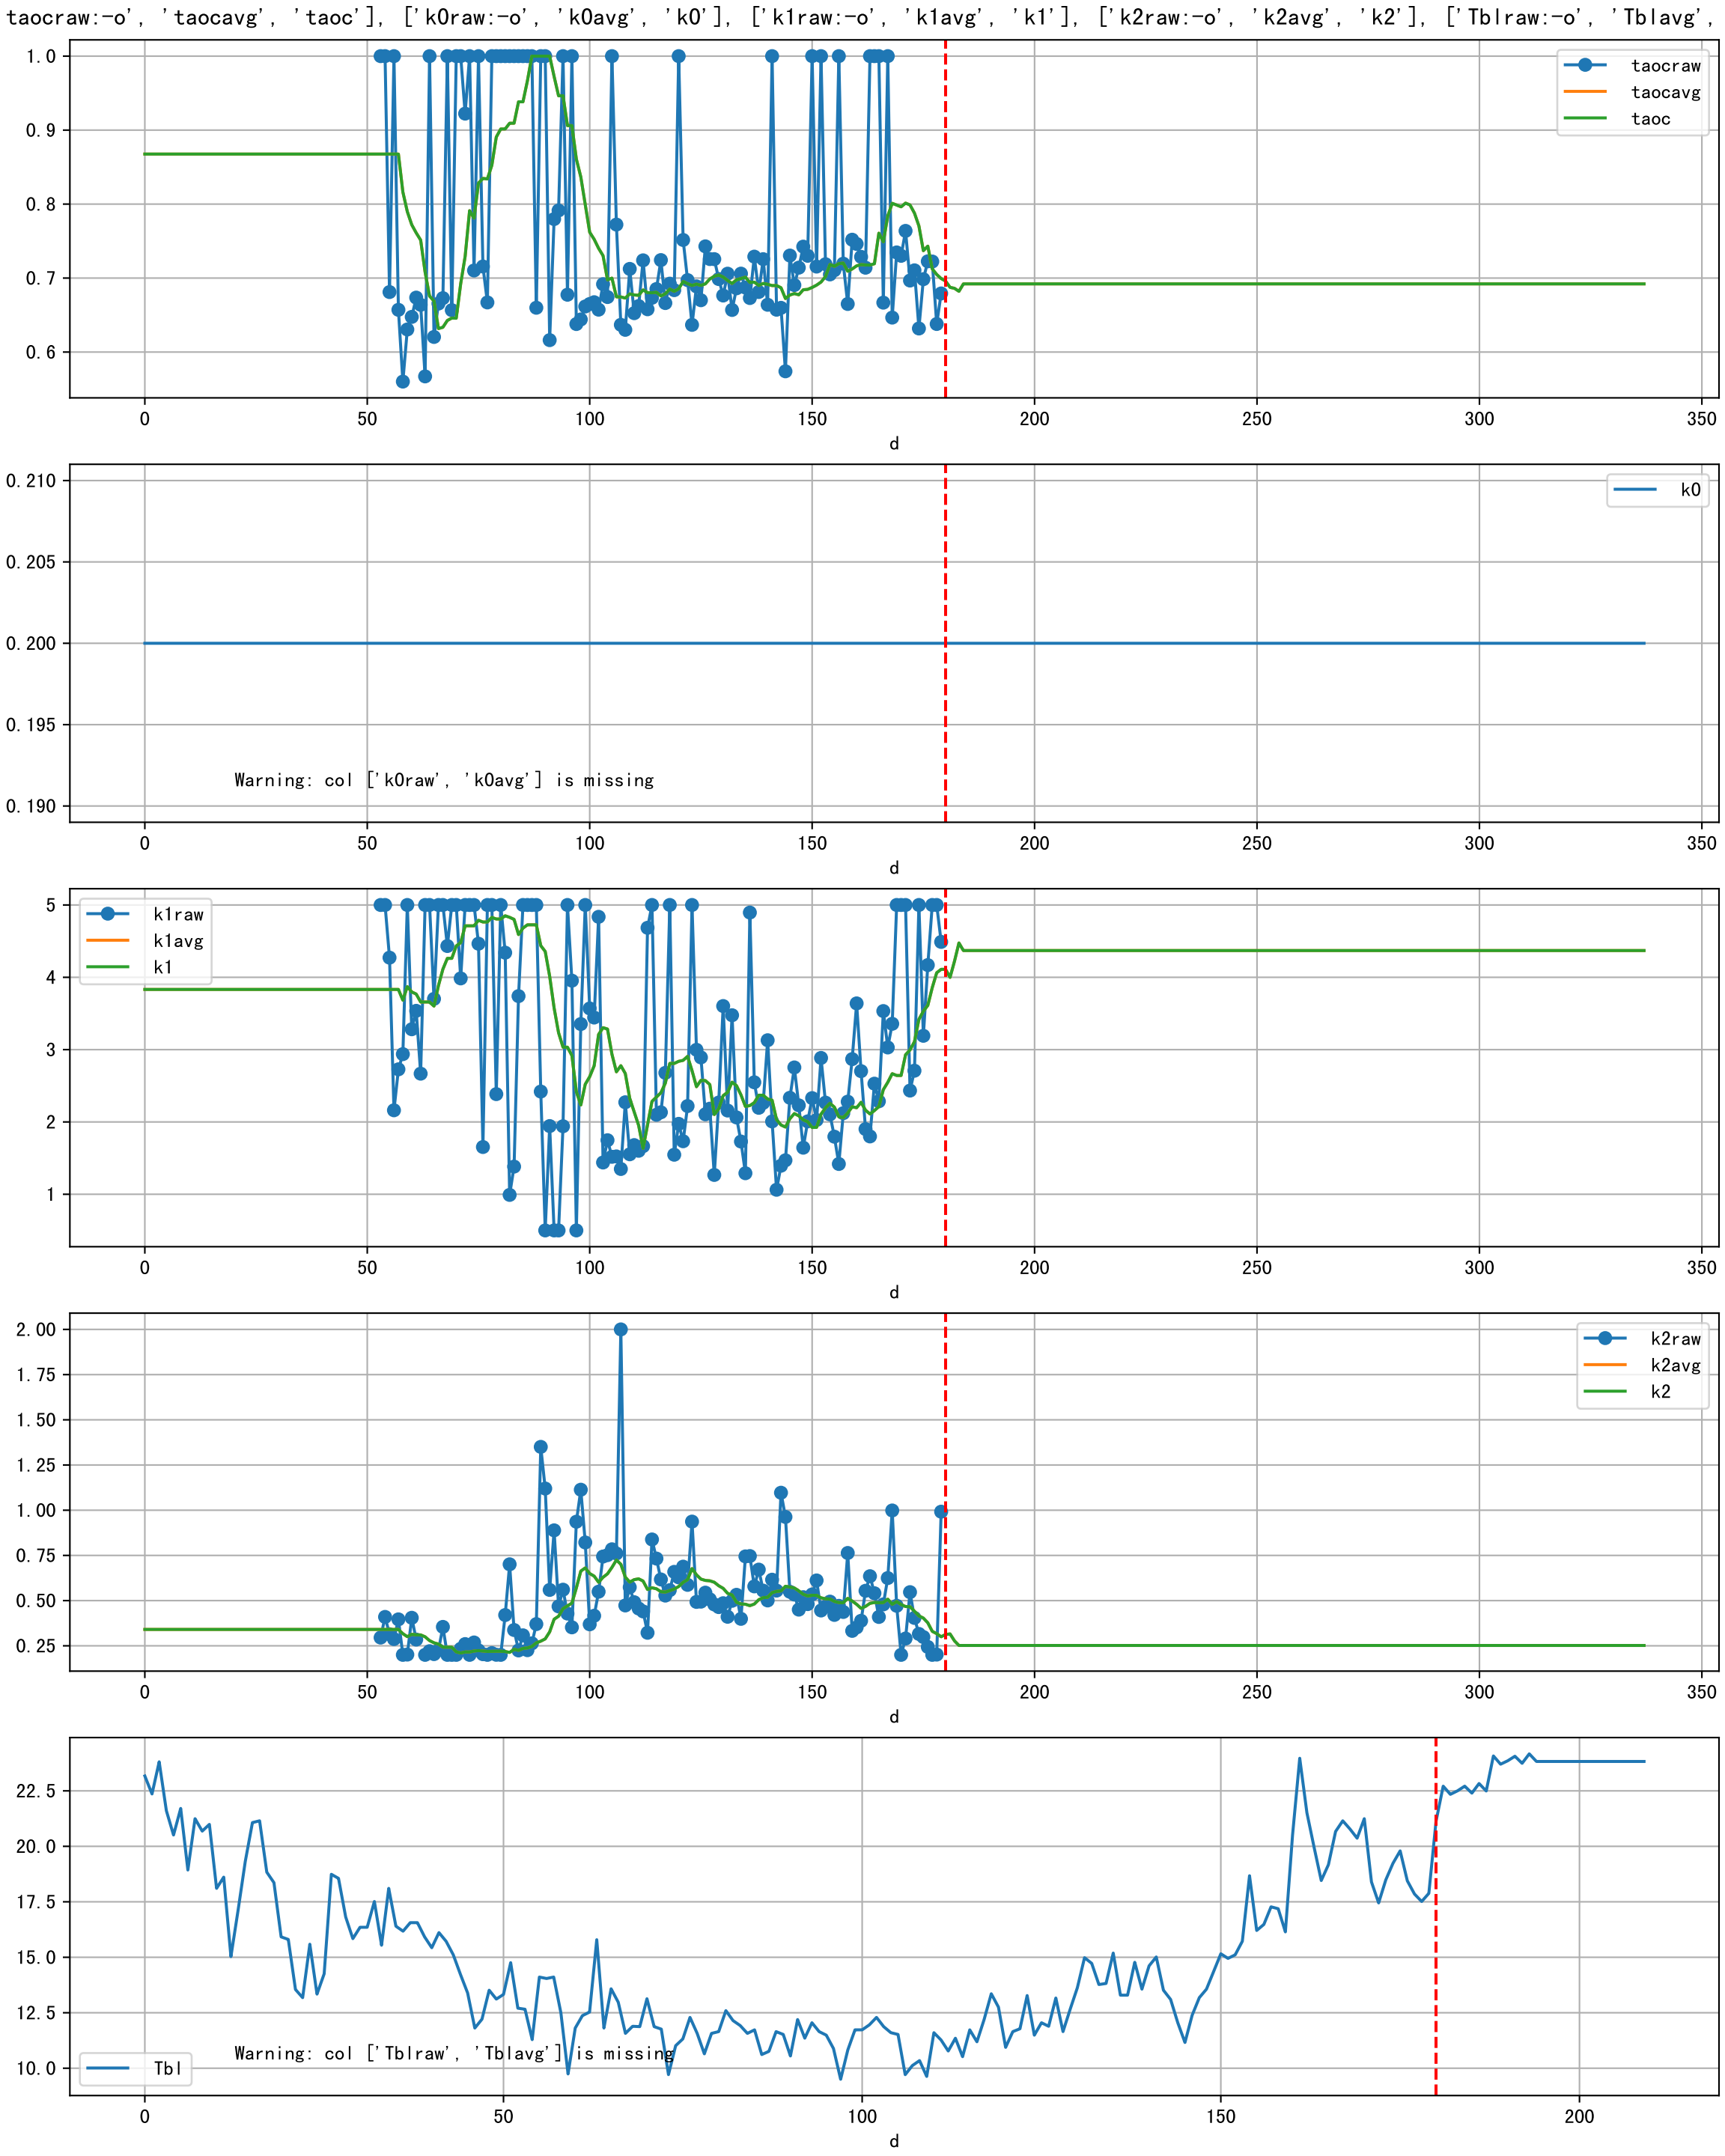 taocraw:-o', 'taocavg', 'taoc'], ['k0raw:-o', 'k0avg', 'k0'], ['k1raw:-o', 'k1avg', 'k1'], ['k2raw:-o', 'k2avg', 'k2'], ['Tblraw:-o', 'Tblavg',
1.0
0.9
0.8
0.7
0.6
taocraw
taocavg
taoc
0 50 100 150 200 250 300 350
d
0.210
0.205
0.200
0.195
0.190
k0
Warning: col ['k0raw', 'k0avg'] is missing
0 50 100 150 200 250 300 350
d
5
4
3
2
1
k1raw
k1avg
k1
0 50 100 150 200 250 300 350
d
2.00
1.75
1.50
1.25
1.00
0.75
0.50
0.25
k2raw
k2avg
k2
0 50 100 150 200 250 300 350
d
22.5
20.0
17.5
15.0
12.5
10.0
Warning: col ['Tblraw', 'Tblavg'] is missing
Tbl
0 50 100 150 200
d